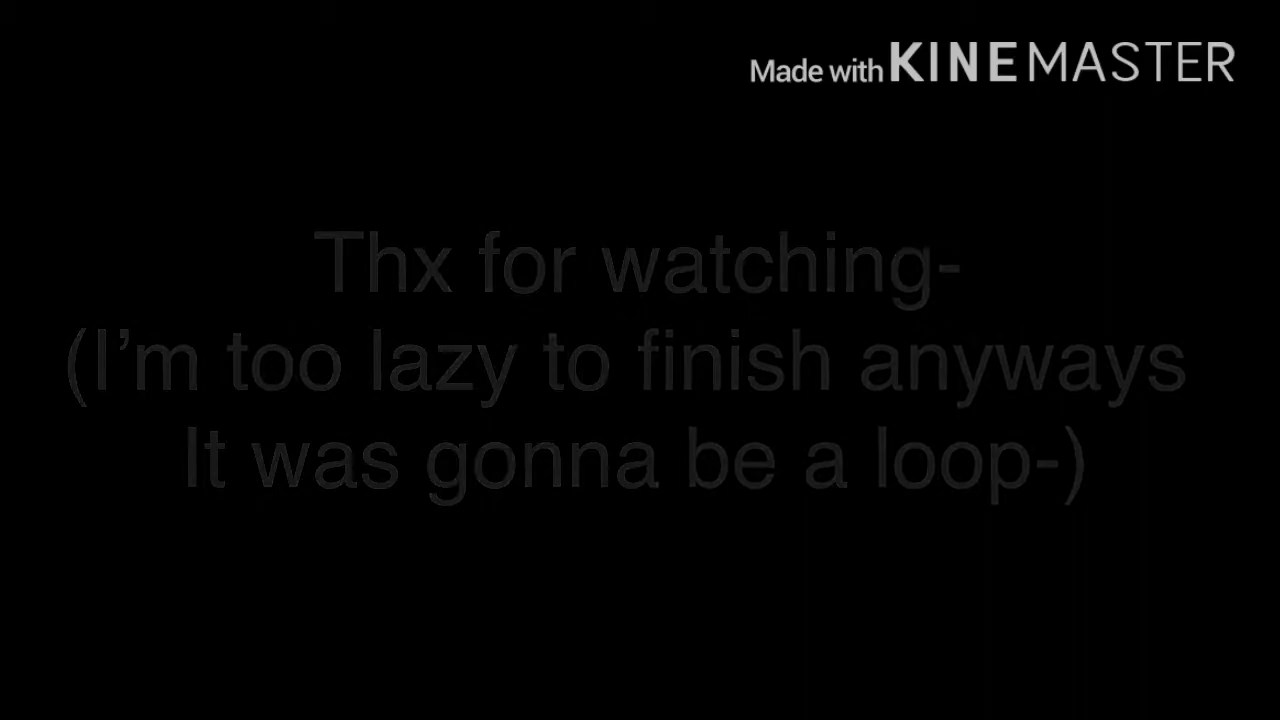 Made with KINEMASTER
Thx for watching-
(I’m too lazy to finish anyways
It was gonna be a loop-)